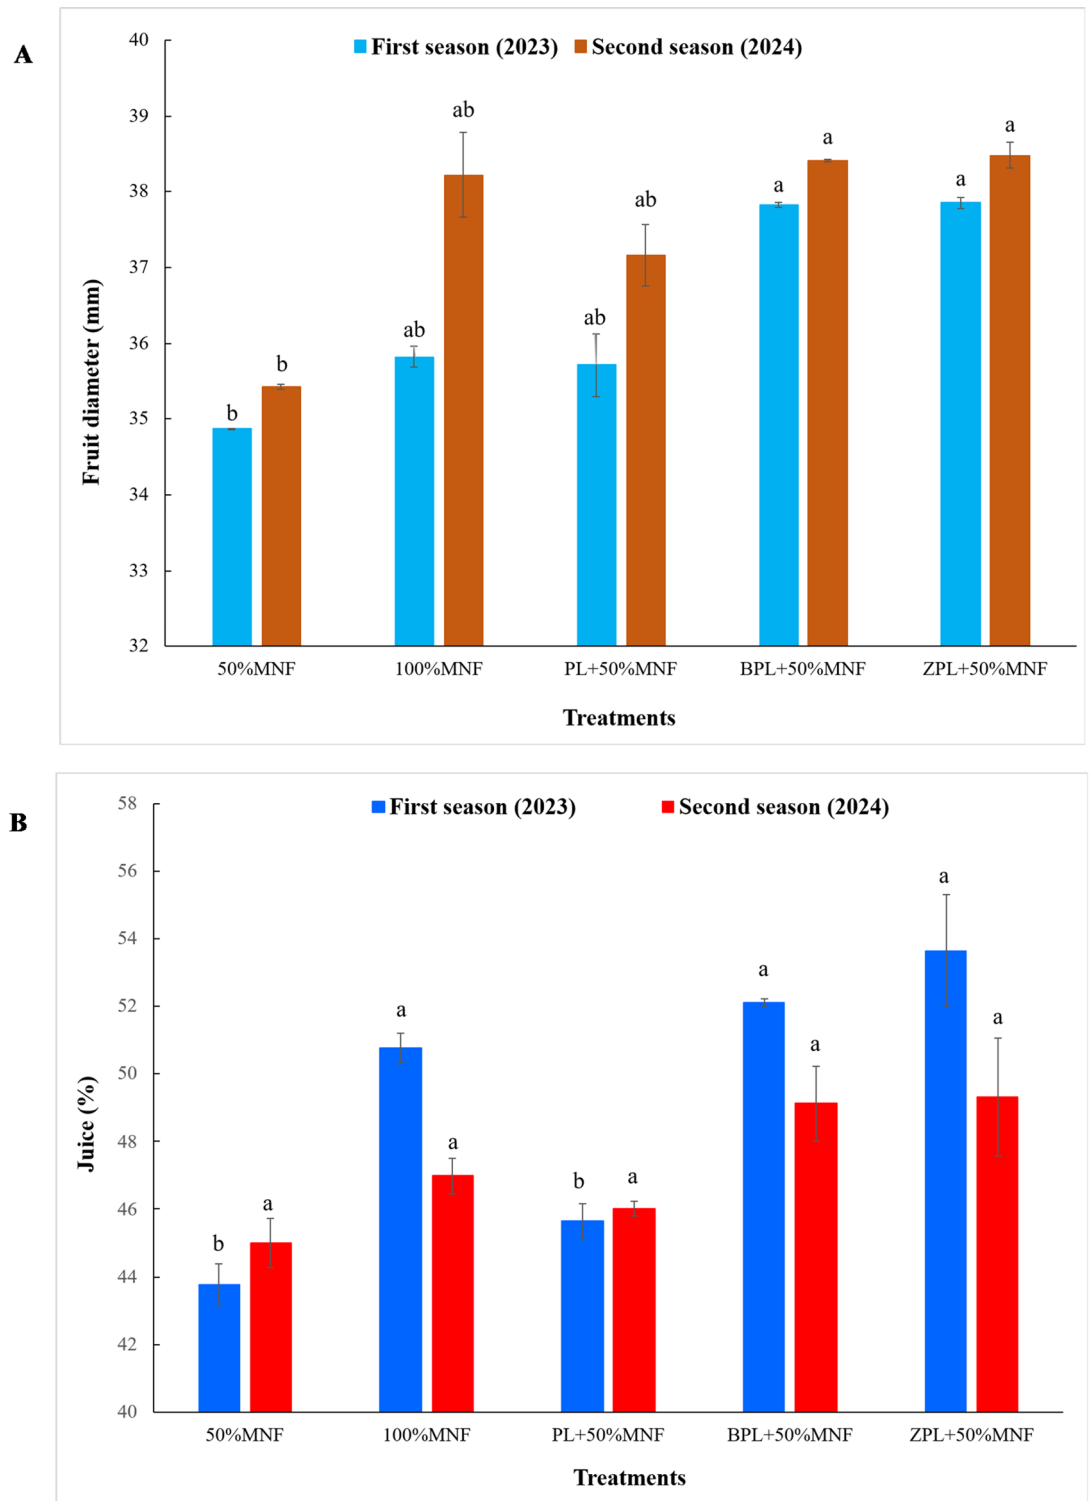 A
First season (2023) Second season (2024)
40
39
38
37
36
35
34
33
32
Fruit diameter (mm)
b b ab ab ab ab a a a a
50%MNF 100%MNF PL+50%MNF BPL+50%MNF ZPL+50%MNF
Treatments
B
First season (2023) Second season (2024)
58
56
54
52
50
48
46
44
42
40
Juice (%)
b a a a b a a a a a
50%MNF 100%MNF PL+50%MNF BPL+50%MNF ZPL+50%MNF
Treatments